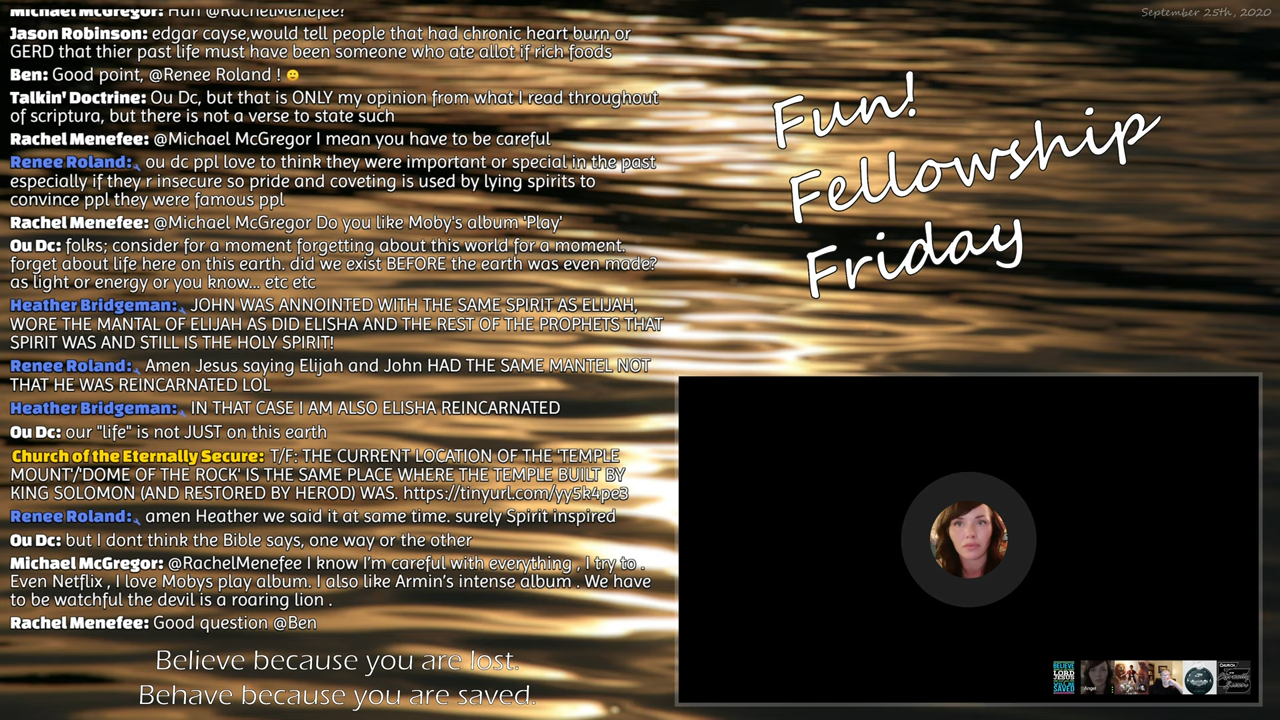 Michael McGregor: Huh @RachelMenefee?
September 25th, 2020
Jason Robinson: edgar cayse,would tell people that had chronic heart burn or
GERD that thier past life must have been someone who ate allot if rich foods
Ben: Good point, @Renee Roland ! 🙂
Talkin' Doctrine: Ou Dc, but that is ONLY my opinion from what I read throughout
of scriptura, but there is not a verse to state such
Rachel Menefee: @Michael McGregor I mean you have to be careful
Renee Roland: ou dc ppl love to think they were important or special in the past
especially if they r insecure so pride and coveting is used by lying spirits to
convince ppl they were famous ppl
Rachel Menefee: @Michael McGregor Do you like Moby's album 'Play'
Ou Dc: folks; consider for a moment forgetting about this world for a moment.
forget about life here on this earth. did we exist BEFORE the earth was even made?
as light or energy or you know... etc etc
Heather Bridgeman: JOHN WAS ANNOINTED WITH THE SAME SPIRIT AS ELIJAH,
WORE THE MANTAL OF ELIJAH AS DID ELISHA AND THE REST OF THE PROPHETS THAT
SPIRIT WAS AND STILL IS THE HOLY SPIRIT!
Renee Roland: Amen Jesus saying Elijah and John HAD THE SAME MANTEL NOT
THAT HE WAS REINCARNATED LOL
Heather Bridgeman: IN THAT CASE I AM ALSO ELISHA REINCARNATED
Ou Dc: our "life" is not JUST on this earth
Church of the Eternally Secure: T/F: THE CURRENT LOCATION OF THE 'TEMPLE
MOUNT'/'DOME OF THE ROCK' IS THE SAME PLACE WHERE THE TEMPLE BUILT BY
KING SOLOMON (AND RESTORED BY HEROD) WAS. https://tinyurl.com/yy5k4pe3
Renee Roland: amen Heather we said it at same time. surely Spirit inspired
Ou Dc: but I dont think the Bible says, one way or the other
Michael McGregor: @RachelMenefee I know I'm careful with everything , I try to .
Even Netflix , I love Mobys play album. I also like Armin's intense album . We have
to be watchful the devil is a roaring lion .
Rachel Menefee: Good question @Ben
Believe because you are lost.
Behave because you are saved.
Fun!
Fellowship
Friday
BELIEVE
LORD
JESUS
SAVED
Angel
CHURCH